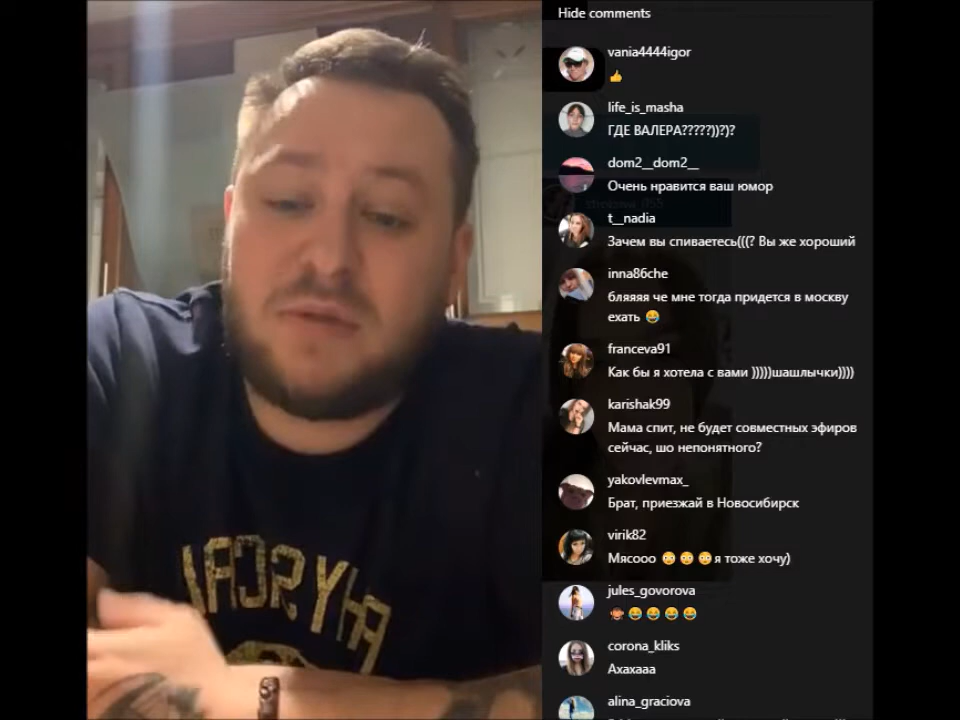 Hide comments
vania4444igor
life_is_masha
ГДЕ ВАЛЕРА?????))?)?
dom2__dom2__
Очень нравится ваш юмор
t__nadia
Зачем вы спиваетесь(((? Вы же хороший
inna86che
бляяяя че мне тогда придется в москву
ехать 😂
franceva91
Как бы я хотела с вами )))))шашлычки))))
karishak99
Мама спит, не будет совместных эфиров
сейчас, шо непонятного?
yakovlevmax_
Брат, приезжай в Новосибирск
virik82
Мясооо 😳 😳 😳 я тоже хочу)
jules_govorova
corona_kliks
Ахахааа
alina_graciova